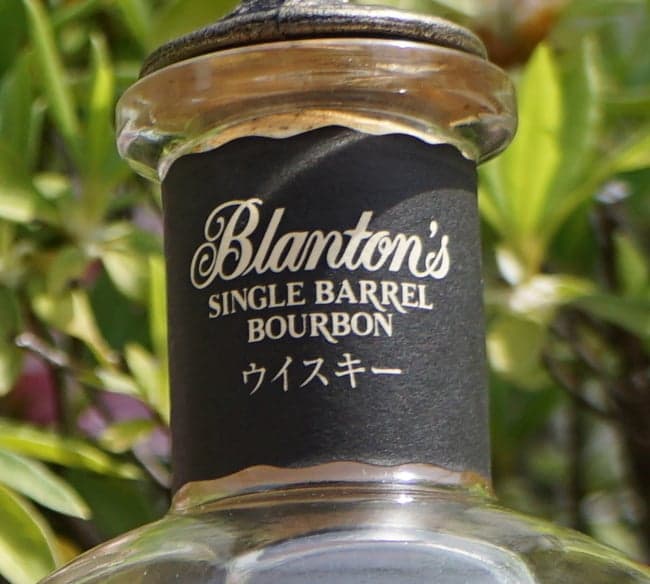 Blanton's
SINGLE BARREL
BOURBON
ウイスキー